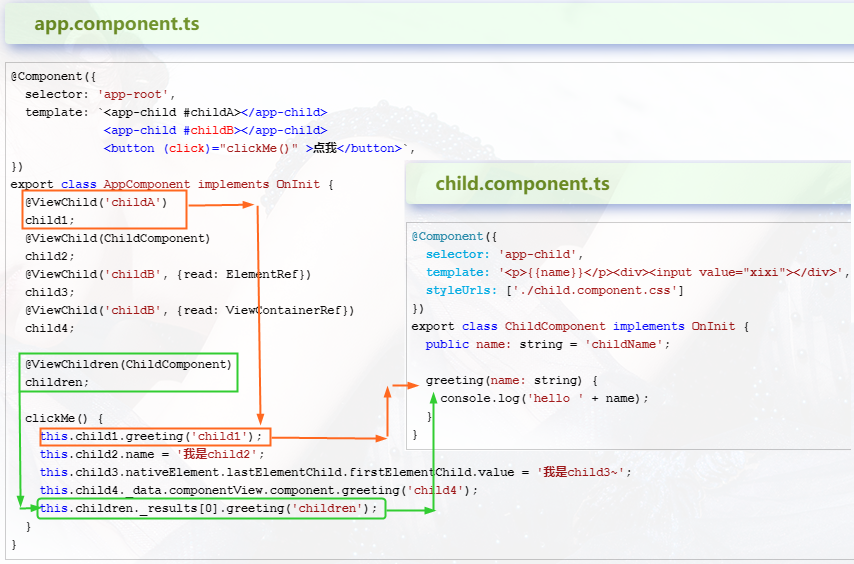 app.component.ts
@Component({
  selector: 'app-root',
  template: `<app-child #childA></app-child>
             <app-child #childB></app-child>
             <button (click)="clickMe()" >点我</button>`,
})
export class AppComponent implements OnInit {
  @ViewChild('childA')
  child1;
  @ViewChild(ChildComponent)
  child2;
  @ViewChild('childB', {read: ElementRef})
  child3;
  @ViewChild('childB', {read: ViewContainerRef})
  child4;

  @ViewChildren(ChildComponent)
  children;

  clickMe() {
    this.child1.greeting('child1');
    this.child2.name = '我是child2';
    this.child3.nativeElement.lastElementChild.firstElementChild.value = '我是child3~';
    this.child4._data.componentView.component.greeting('child4');
    this.children._results[0].greeting('children');
  }
}
child.component.ts
@Component({
  selector: 'app-child',
  template: '<p>{{name}}</p><div><input value="xixi"></div>',
  styleUrls: ['./child.component.css']
})
export class ChildComponent implements OnInit {
  public name: string = 'childName';

  greeting(name: string) {
    console.log('hello ' + name);
  }
}